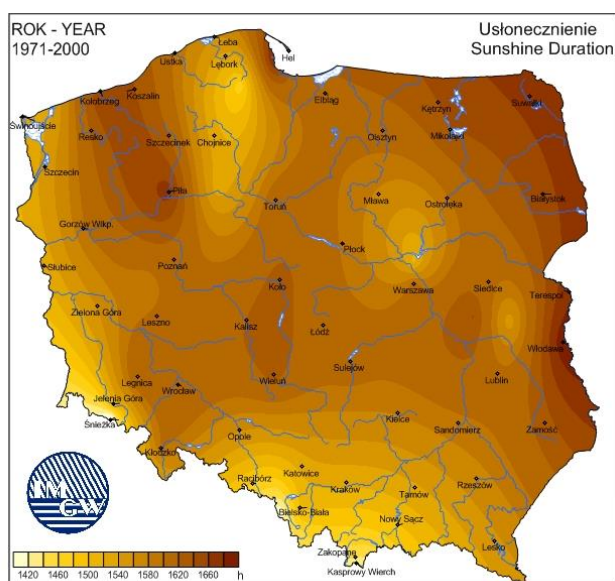 ROK - YEAR
1971-2000
Usłonecznienie
Sunshine Duration
Łeba
Ustka
Lębork
Hel
Kołobrzeg
Koszalin
Elbląg
Kętrzyn
Suwałki
Świnoujście
Resko
Szczecinek
Chojnice
Olsztyn
Mikołajki
Szczecin
Piła
Toruń
Mława
Ostrołęka
Białystok
Gorzów Wlkp.
Płock
Słubice
Poznań
Koło
Warszawa
Siedlce
Terespol
Zielona Góra
Leszno
Kalisz
Łódź
Włodawa
Sulejów
Legnica
Wieluń
Lublin
Jelenia Góra
Wrocław
Śnieżka
Opole
Kielce
Sandomierz
Zamość
Kłodzko
Racibórz
Katowice
Kraków
Tarnów
Rzeszów
Bielsko-Biała
Nowy Sącz
Lesko
Zakopane
Kasprowy Wierch
IM
GW
1420 1460 1500 1540 1580 1620 1660 h